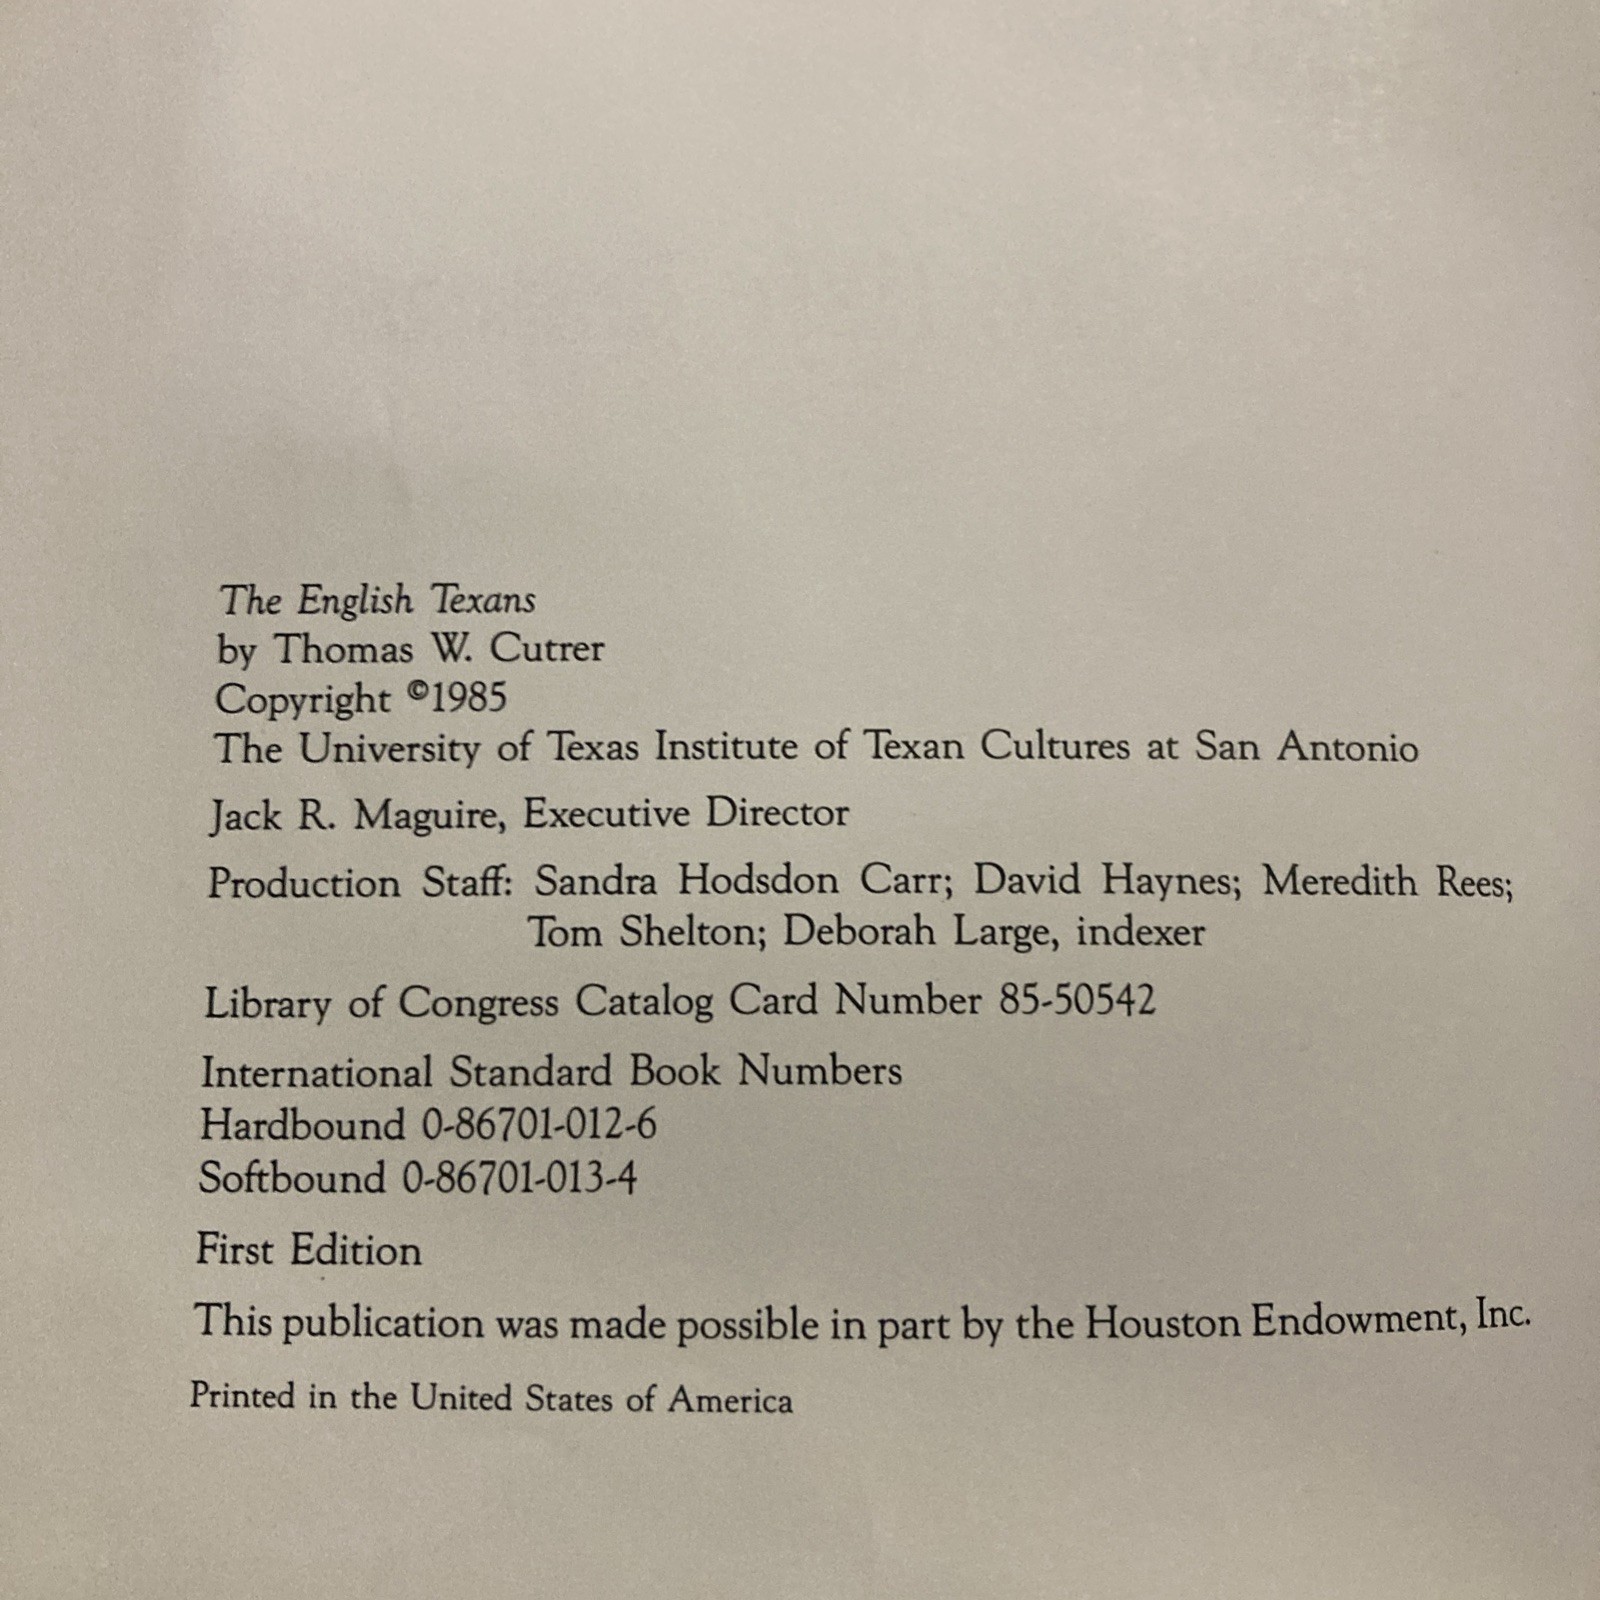 The English Texans
by Thomas W. Cutrer
Copyright ©1985
The University of Texas Institute of Texan Cultures at San Antonio
Jack R. Maguire, Executive Director
Production Staff: Sandra Hodsdon Carr; David Haynes; Meredith Rees;
Tom Shelton; Deborah Large, indexer
Library of Congress Catalog Card Number 85-50542
International Standard Book Numbers
Hardbound 0-86701-012-6
Softbound 0-86701-013-4
First Edition
This publication was made possible in part by the Houston Endowment, Inc.
Printed in the United States of America